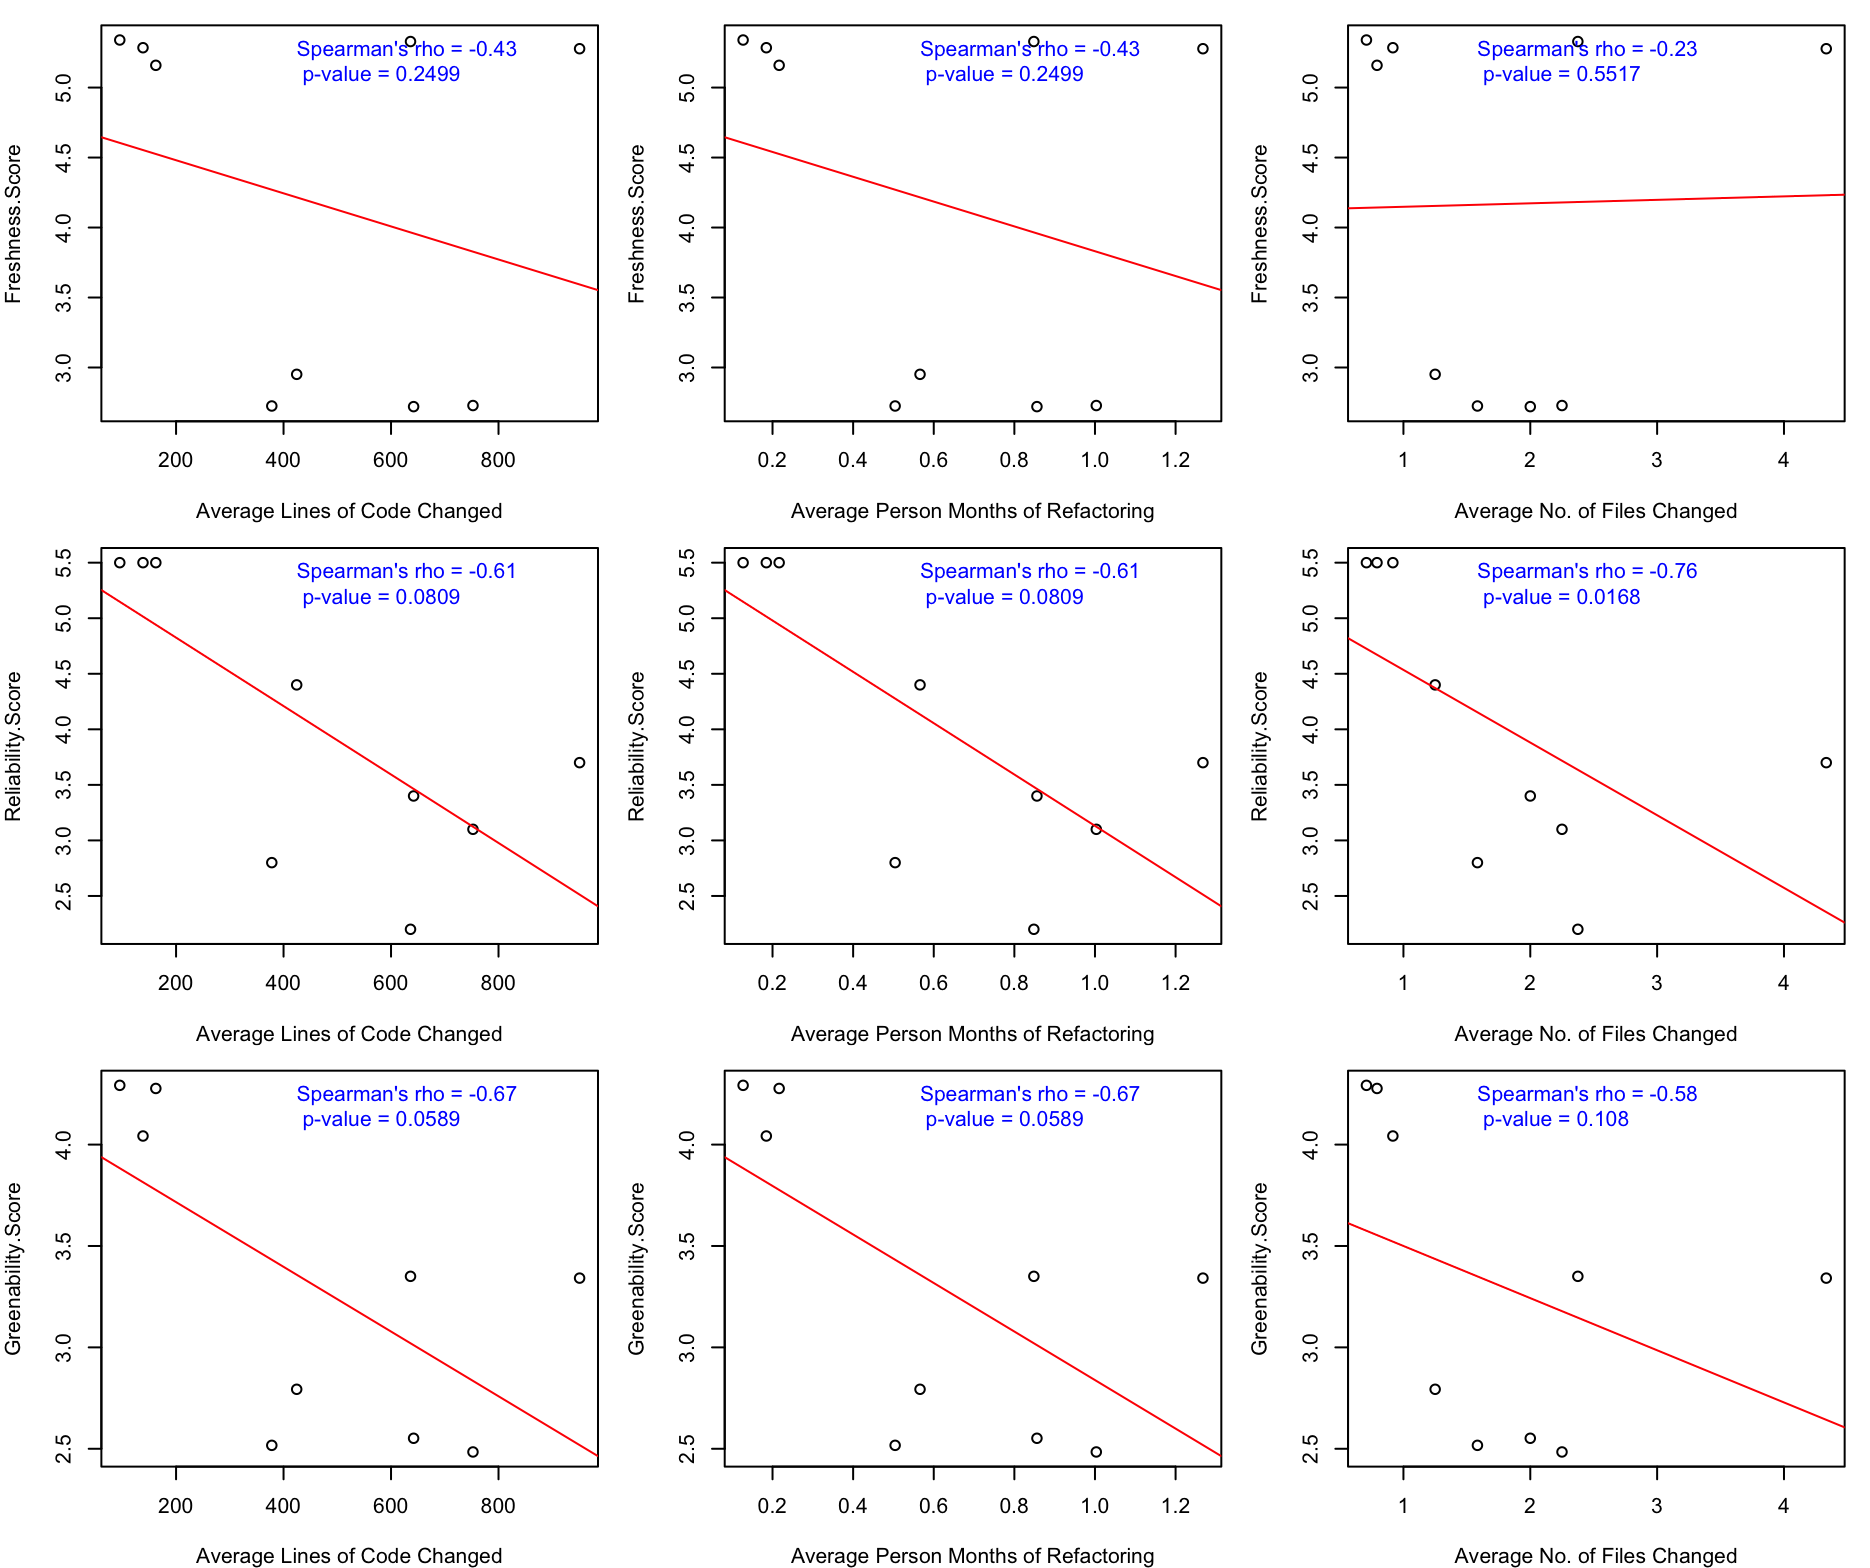 Spearman's rho = -0.43
p-value = 0.2499
Freshness.Score
5.0
4.5
4.0
3.5
3.0
200 400 600 800
Average Lines of Code Changed
Spearman's rho = -0.43
p-value = 0.2499
Freshness.Score
5.0
4.5
4.0
3.5
3.0
0.2 0.4 0.6 0.8 1.0 1.2
Average Person Months of Refactoring
Spearman's rho = -0.23
p-value = 0.5517
Freshness.Score
5.0
4.5
4.0
3.5
3.0
1 2 3 4
Average No. of Files Changed
Spearman's rho = -0.61
p-value = 0.0809
Reliability.Score
5.5
5.0
4.5
4.0
3.5
3.0
2.5
200 400 600 800
Average Lines of Code Changed
Spearman's rho = -0.61
p-value = 0.0809
Reliability.Score
5.5
5.0
4.5
4.0
3.5
3.0
2.5
0.2 0.4 0.6 0.8 1.0 1.2
Average Person Months of Refactoring
Spearman's rho = -0.76
p-value = 0.0168
Reliability.Score
5.5
5.0
4.5
4.0
3.5
3.0
2.5
1 2 3 4
Average No. of Files Changed
Spearman's rho = -0.67
p-value = 0.0589
Greenability.Score
4.0
3.5
3.0
2.5
200 400 600 800
Average Lines of Code Changed
Spearman's rho = -0.67
p-value = 0.0589
Greenability.Score
4.0
3.5
3.0
2.5
0.2 0.4 0.6 0.8 1.0 1.2
Average Person Months of Refactoring
Spearman's rho = -0.58
p-value = 0.108
Greenability.Score
4.0
3.5
3.0
2.5
1 2 3 4
Average No. of Files Changed